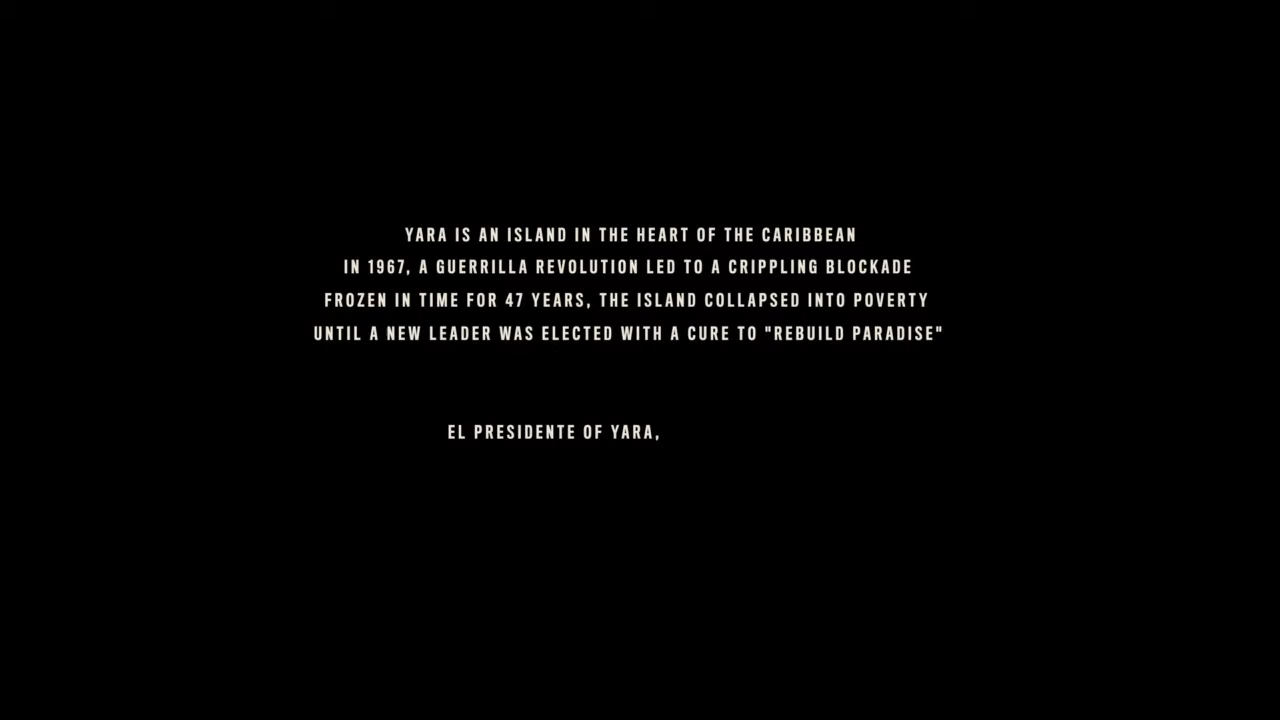 YARA IS AN ISLAND IN THE HEART OF THE CARIBBEAN
IN 1967, A GUERRILLA REVOLUTION LED TO A CRIPPLING BLOCKADE
FROZEN IN TIME FOR 47 YEARS, THE ISLAND COLLAPSED INTO POVERTY
UNTIL A NEW LEADER WAS ELECTED WITH A CURE TO "REBUILD PARADISE"
EL PRESIDENTE OF YARA,